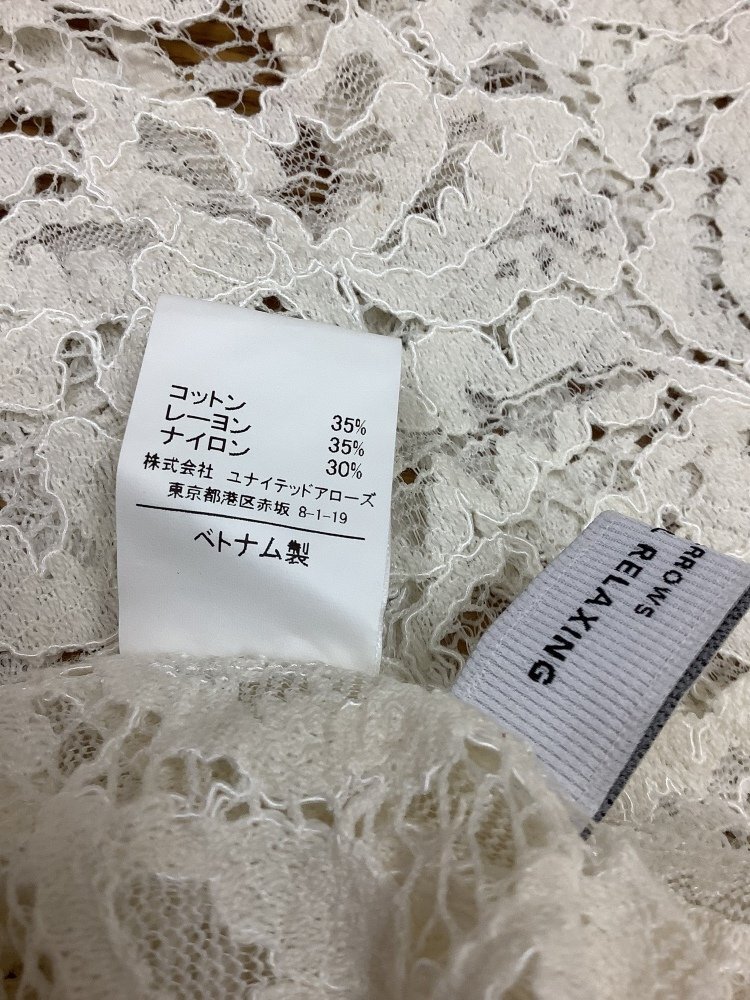 コットン 35%
レーヨン 35%
ナイロン 30%
株式会社 ユナイテッドアローズ
東京都港区赤坂 8-1-19
ベトナム製
RROWS
RELAXING